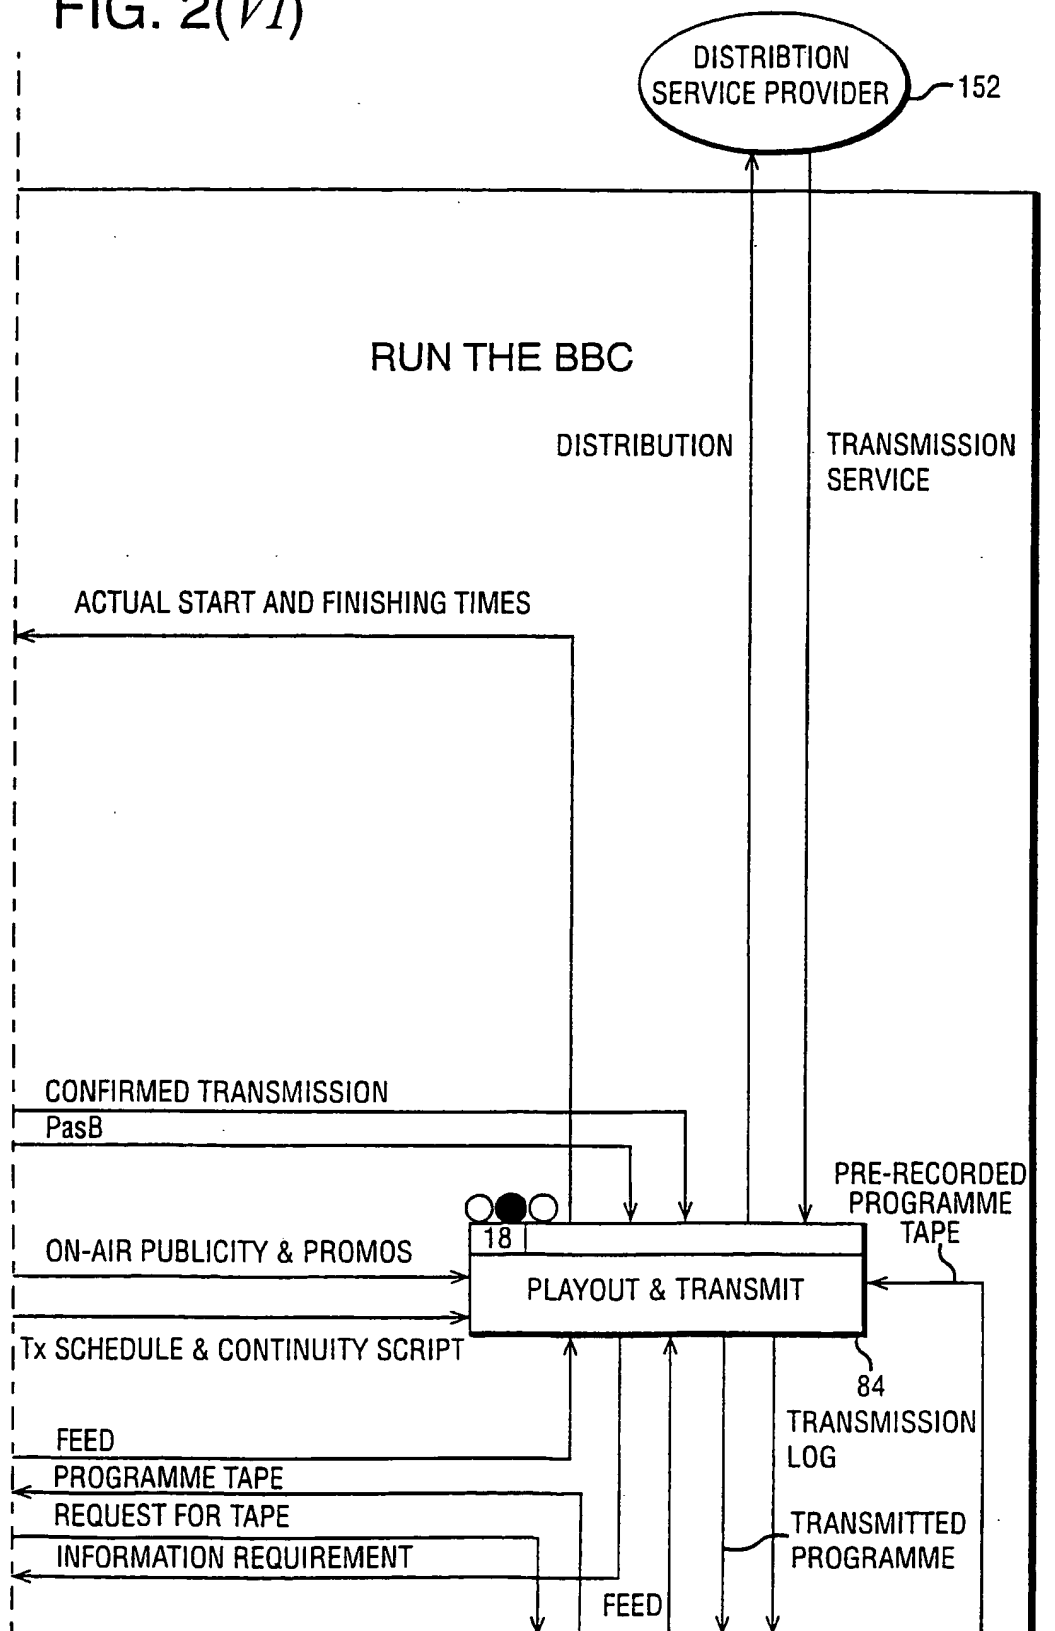 FIG. 2(VI)
DISTRIBTION
SERVICE PROVIDER
152
RUN THE BBC
DISTRIBUTION
TRANSMISSION
SERVICE
ACTUAL START AND FINISHING TIMES
CONFIRMED TRANSMISSION
PasB
PRE-RECORDED
PROGRAMME
TAPE
18
ON-AIR PUBLICITY & PROMOS
PLAYOUT & TRANSMIT
Tx SCHEDULE & CONTINUITY SCRIPT
84
TRANSMISSION
LOG
FEED
PROGRAMME TAPE
REQUEST FOR TAPE
TRANSMITTED
PROGRAMME
INFORMATION REQUIREMENT
FEED